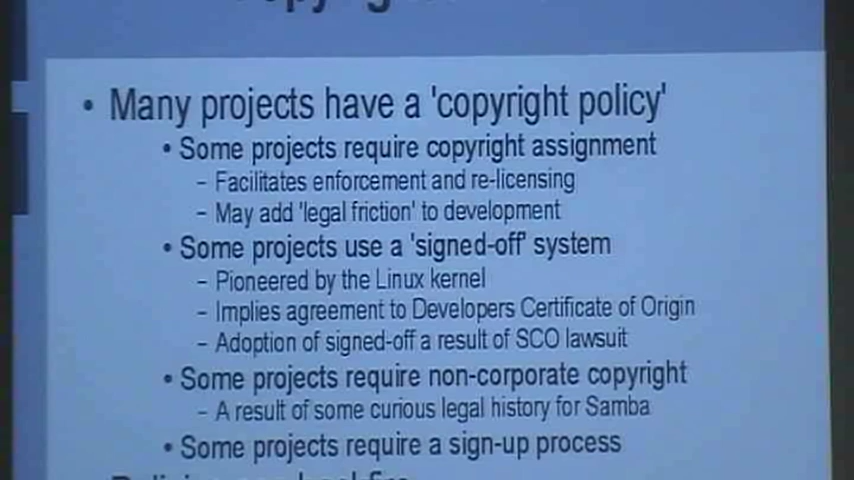 • Many projects have a 'copyright policy'
• Some projects require copyright assignment
– Facilitates enforcement and re-licensing
– May add 'legal friction' to development
• Some projects use a 'signed-off' system
– Pioneered by the Linux kernel
– Implies agreement to Developers Certificate of Origin
– Adoption of signed-off a result of SCO lawsuit
• Some projects require non-corporate copyright
– A result of some curious legal history for Samba
• Some projects require a sign-up process